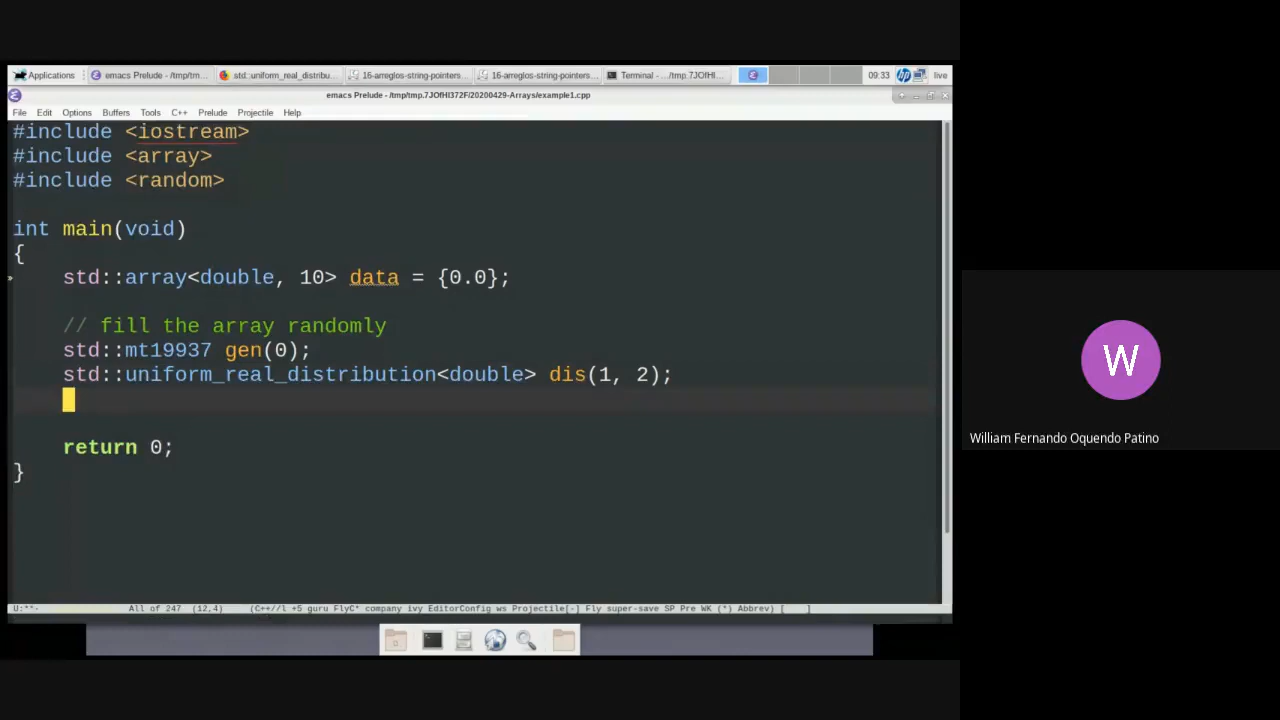 Applications
emacs Prelude - /tmp/tm...
std::uniform_real_distribu...
16-arreglos-string-pointers...
16-arreglos-string-pointers...
Terminal - .../tmp.7JOfHI...
09:33
live
emacs Prelude - /tmp/tmp.7JOfHI372F/20200429-Arrays/example1.cpp
File Edit Options Buffers Tools C++ Prelude Projectile Help
#include <iostream>
#include <array>
#include <random>
int main(void)
{
std::array<double, 10> data = {0.0};
// fill the array randomly
std::mt19937 gen(0);
std::uniform_real_distribution<double> dis(1, 2);
return 0;
}
U:**- All of 247 (12,4) (C++//l +5 guru FlyC* company ivy EditorConfig ws Projectile[-] Fly super-save SP Pre WK (*) Abbrev) [ ]
W
William Fernando Oquendo Patino